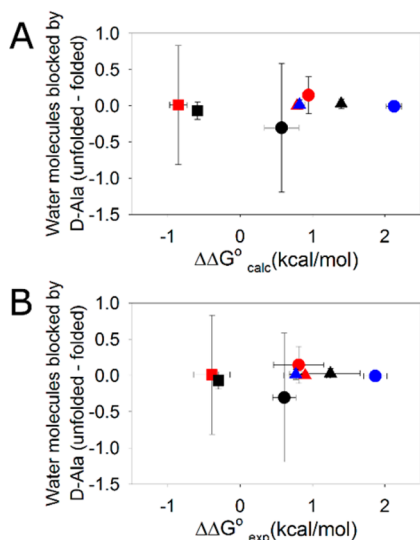 A
Water molecules blocked by
D-Ala (unfolded - folded)
1.0
0.5
0.0
-0.5
-1.0
-1.5
-1 0 1 2
ΔΔGº calc(kcal/mol)
B
Water molecules blocked by
D-Ala (unfolded - folded)
1.0
0.5
0.0
-0.5
-1.0
-1.5
-1 0 1 2
ΔΔGº exp(kcal/mol)